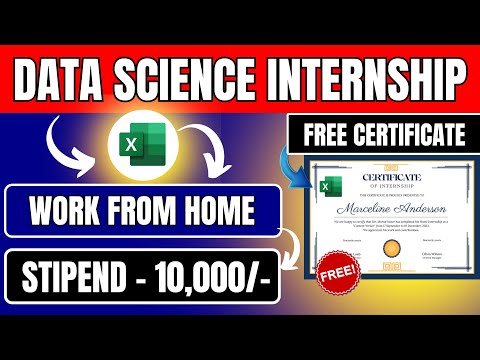 DATA SCIENCE INTERNSHIP
X
FREE CERTIFICATE
WORK FROM HOME
STIPEND - 10,000/-
X
CERTIFICATE
OF INTERNSHIP
Marceline Anderson
FREE!